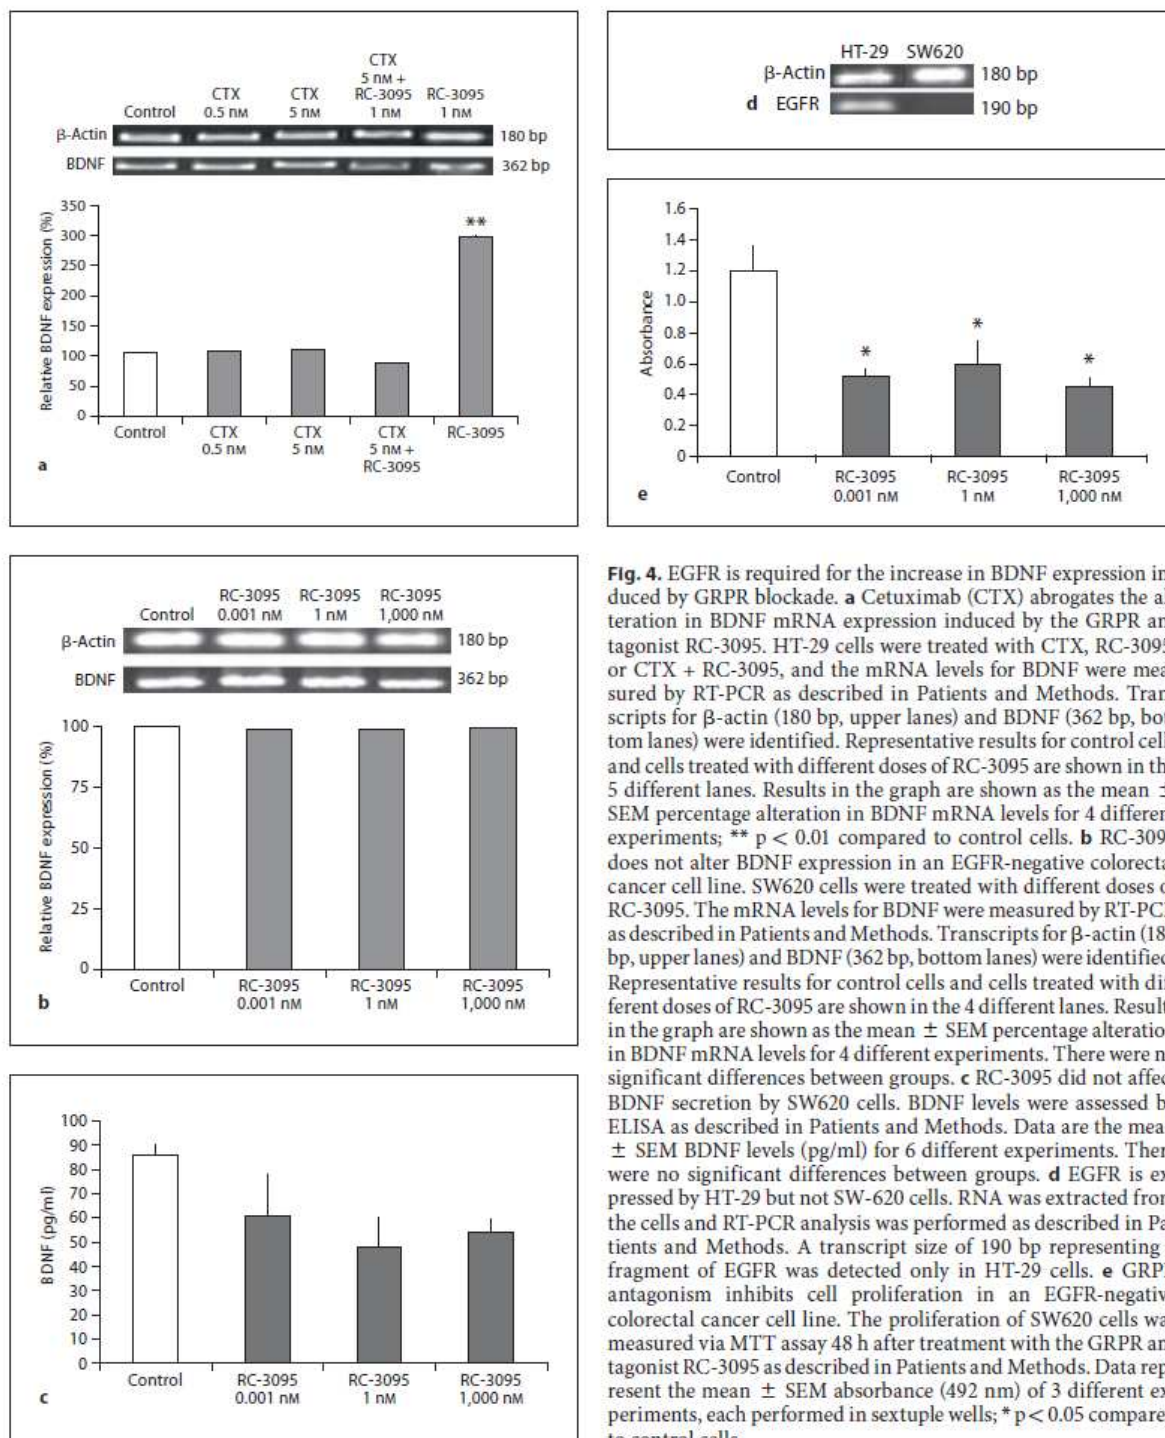 CTX
5 nM +
CTX CTX RC-3095 RC-3095
Control 0.5 nM 5 nM 1 nM 1 nM
β-Actin 180 bp
BDNF 362 bp
Relative BDNF expression (%)
350
300
250
200
150
100
50
0
**
Control CTX CTX CTX RC-3095
0.5 nM 5 nM 5 nM +
RC-3095
a
RC-3095 RC-3095 RC-3095
Control 0.001 nM 1 nM 1,000 nM
β-Actin 180 bp
BDNF 362 bp
Relative BDNF expression (%)
100
75
50
25
0
Control RC-3095 RC-3095 RC-3095
0.001 nM 1 nM 1,000 nM
b
BDNF (pg/ml)
100
90
80
70
60
50
40
30
20
10
0
Control RC-3095 RC-3095 RC-3095
0.001 nM 1 nM 1,000 nM
c
HT-29 SW620
β-Actin 180 bp
d EGFR 190 bp
Absorbance
1.6
1.4
1.2
1.0
0.8
0.6
0.4
0.2
0
* * *
Control RC-3095 RC-3095 RC-3095
0.001 nM 1 nM 1,000 nM
e
Fig. 4. EGFR is required for the increase in BDNF expression in
duced by GRPR blockade. a Cetuximab (CTX) abrogates the al
teration in BDNF mRNA expression induced by the GRPR an
tagonist RC-3095. HT-29 cells were treated with CTX, RC-3095
or CTX + RC-3095, and the mRNA levels for BDNF were mea
sured by RT-PCR as described in Patients and Methods. Tran
scripts for β-actin (180 bp, upper lanes) and BDNF (362 bp, bot
tom lanes) were identified. Representative results for control cell
and cells treated with different doses of RC-3095 are shown in th
5 different lanes. Results in the graph are shown as the mean ±
SEM percentage alteration in BDNF mRNA levels for 4 differen
experiments; ** p < 0.01 compared to control cells. b RC-309
does not alter BDNF expression in an EGFR-negative colorecta
cancer cell line. SW620 cells were treated with different doses o
RC-3095. The mRNA levels for BDNF were measured by RT-PCR
as described in Patients and Methods. Transcripts for β-actin (18
bp, upper lanes) and BDNF (362 bp, bottom lanes) were identified
Representative results for control cells and cells treated with dif
ferent doses of RC-3095 are shown in the 4 different lanes. Result
in the graph are shown as the mean ± SEM percentage alteration
in BDNF mRNA levels for 4 different experiments. There were n
significant differences between groups. c RC-3095 did not affec
BDNF secretion by SW620 cells. BDNF levels were assessed b
ELISA as described in Patients and Methods. Data are the mea
± SEM BDNF levels (pg/ml) for 6 different experiments. Ther
were no significant differences between groups. d EGFR is ex
pressed by HT-29 but not SW-620 cells. RNA was extracted from
the cells and RT-PCR analysis was performed as described in Pa
tients and Methods. A transcript size of 190 bp representing
fragment of EGFR was detected only in HT-29 cells. e GRP
antagonism inhibits cell proliferation in an EGFR-negativ
colorectal cancer cell line. The proliferation of SW620 cells wa
measured via MTT assay 48 h after treatment with the GRPR an
tagonist RC-3095 as described in Patients and Methods. Data rep
resent the mean ± SEM absorbance (492 nm) of 3 different ex
periments, each performed in sextuple wells; * p < 0.05 compare